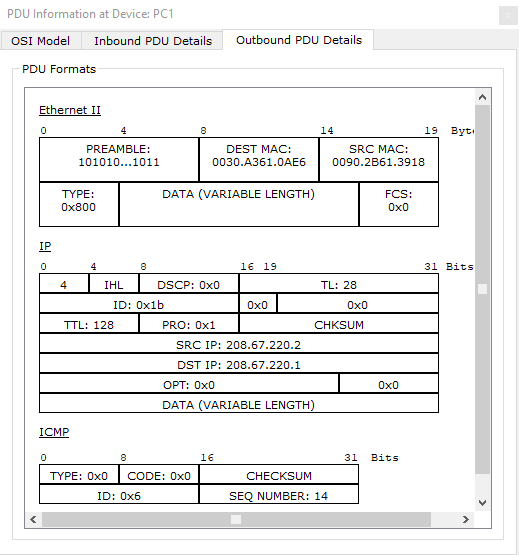 PDU Information at Device: PC1
OSI Model Inbound PDU Details Outbound PDU Details
PDU Formats
Ethernet II
0 4 8 14 19 Byte
PREAMBLE: DEST MAC: SRC MAC:
101010...1011 0030.A361.0AE6 0090.2B61.3918
TYPE: DATA (VARIABLE LENGTH) FCS:
0x800 0x0
IP
0 4 8 16 19 31 Bits
4 IHL DSCP: 0x0 TL: 28
ID: 0x1b 0x0 0x0
TTL: 128 PRO: 0x1 CHKSUM
SRC IP: 208.67.220.2
DST IP: 208.67.220.1
OPT: 0x0 0x0
DATA (VARIABLE LENGTH)
ICMP
0 8 16 31 Bits
TYPE: 0x0 CODE: 0x0 CHECKSUM
ID: 0x6 SEQ NUMBER: 14